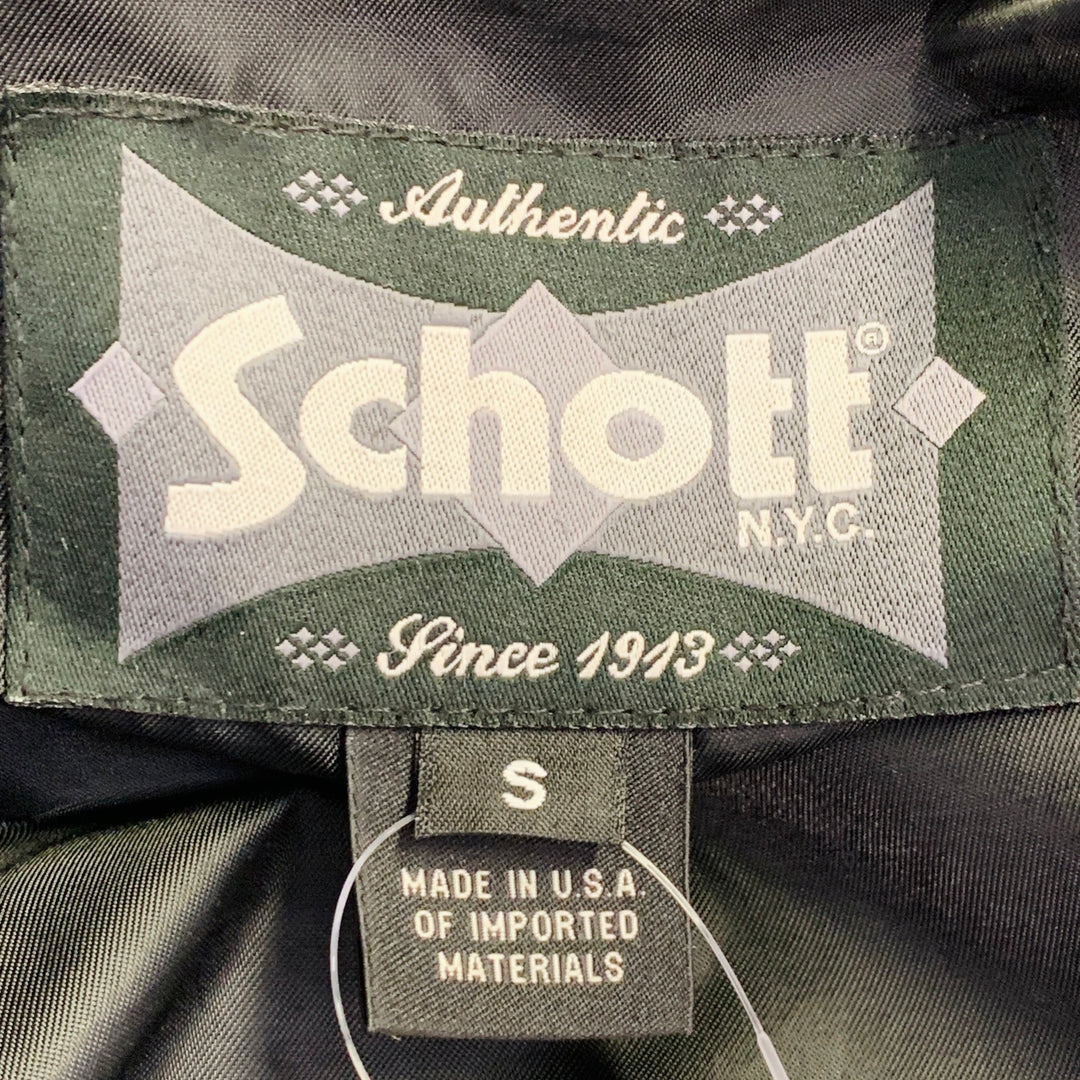 Authentic
Schott®
N.Y.C.
Since 1913
S
MADE IN U.S.A.
OF IMPORTED
MATERIALS